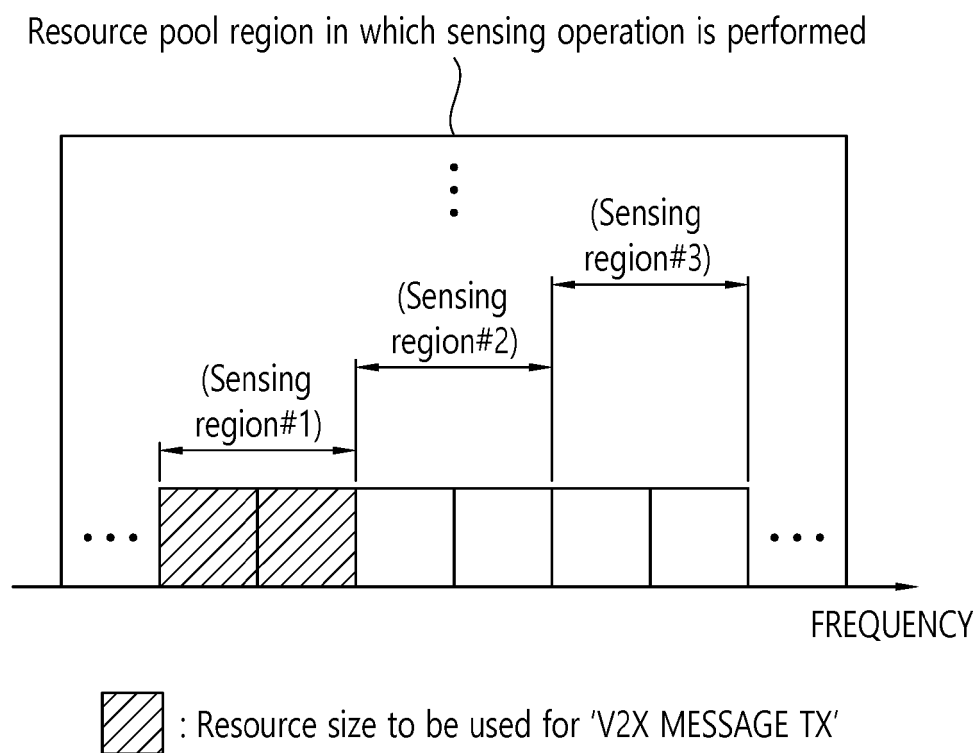 Resource pool region in which sensing operation is performed
(Sensing
region#3)
(Sensing
region#2)
(Sensing
region#1)
FREQUENCY
: Resource size to be used for 'V2X MESSAGE TX'